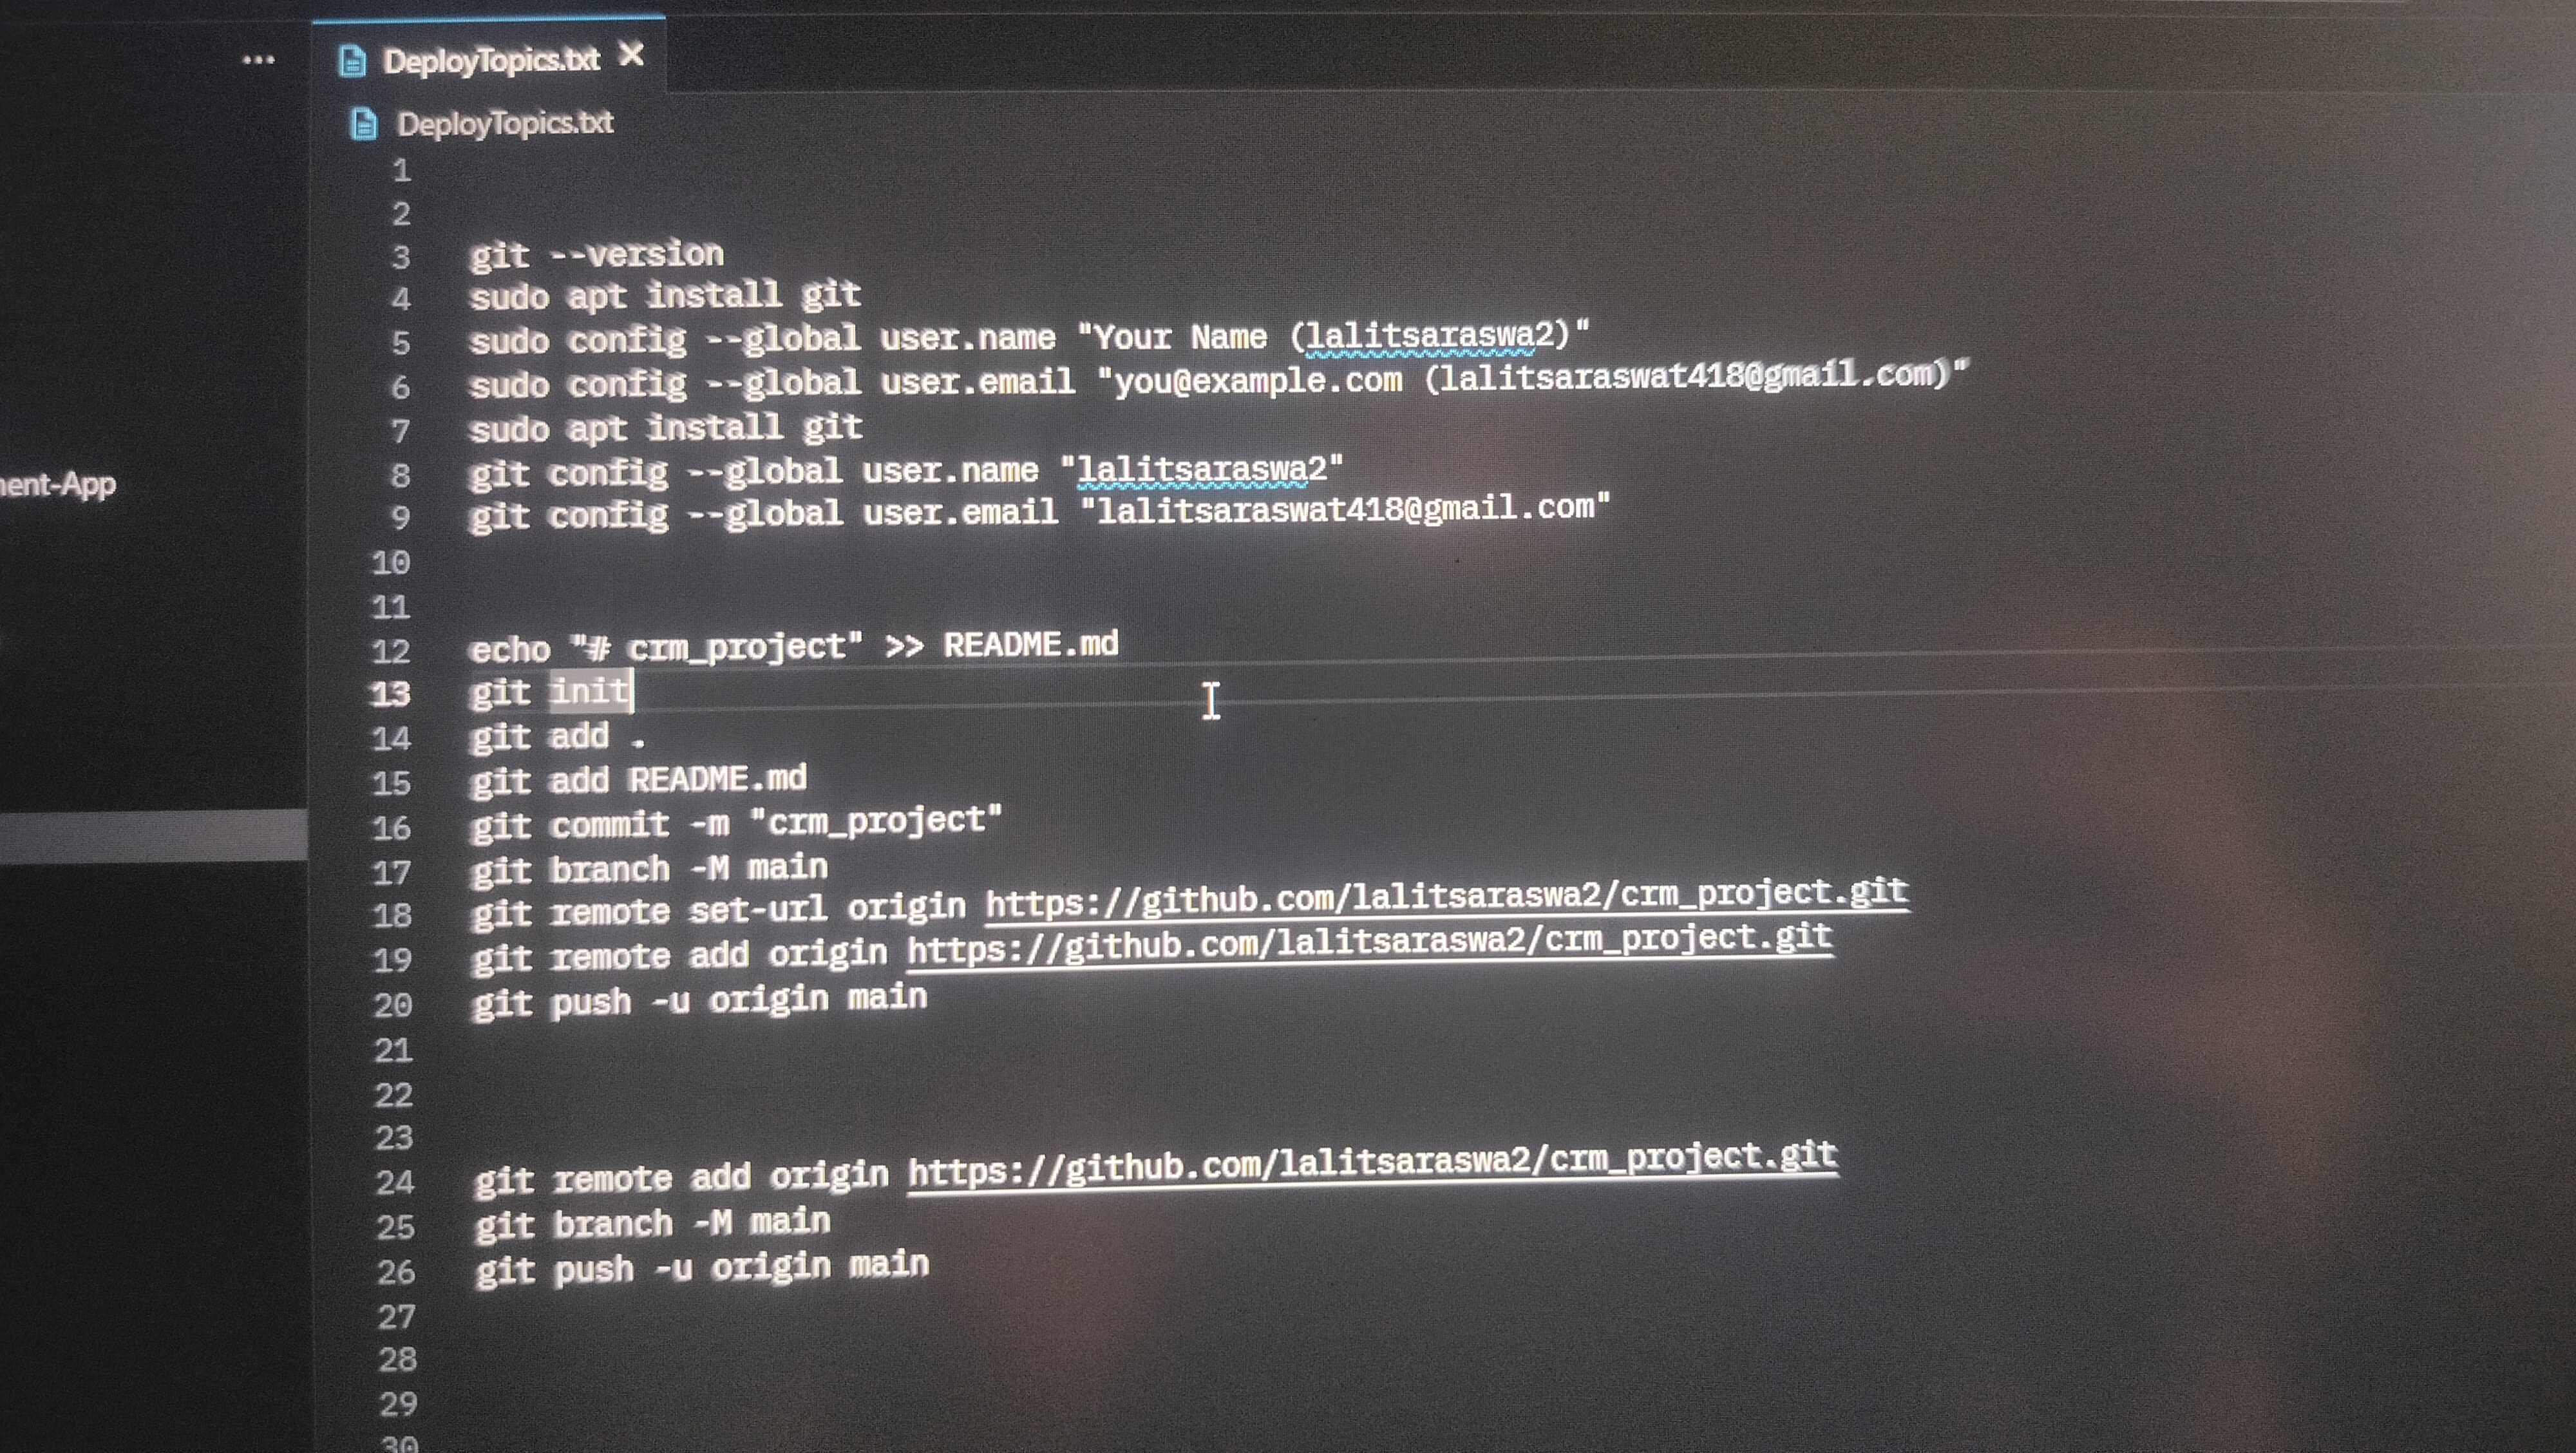 ...
DeployTopics.txt ×
DeployTopics.txt
1
2
3 git --version
4 sudo apt install git
5 sudo config --global user.name "Your Name (lalitsaraswa2)"
6 sudo config --global user.email "you@example.com (lalitsaraswat418@gmail.com)"
7 sudo apt install git
8 git config --global user.name "lalitsaraswa2"
9 git config --global user.email "lalitsaraswat418@gmail.com"
ent-App
10
11
12 echo "# crm_project" >> README.md
13 git init
14 git add .
15 git add README.md
16 git commit -m "crm_project"
17 git branch -M main
18 git remote set-url origin https://github.com/lalitsaraswa2/crm_project.git
19 git remote add origin https://github.com/lalitsaraswa2/crm_project.git
20 git push -u origin main
21
22
23
24 git remote add origin https://github.com/lalitsaraswa2/crm_project.git
25 git branch -M main
26 git push -u origin main
27
28
29
30